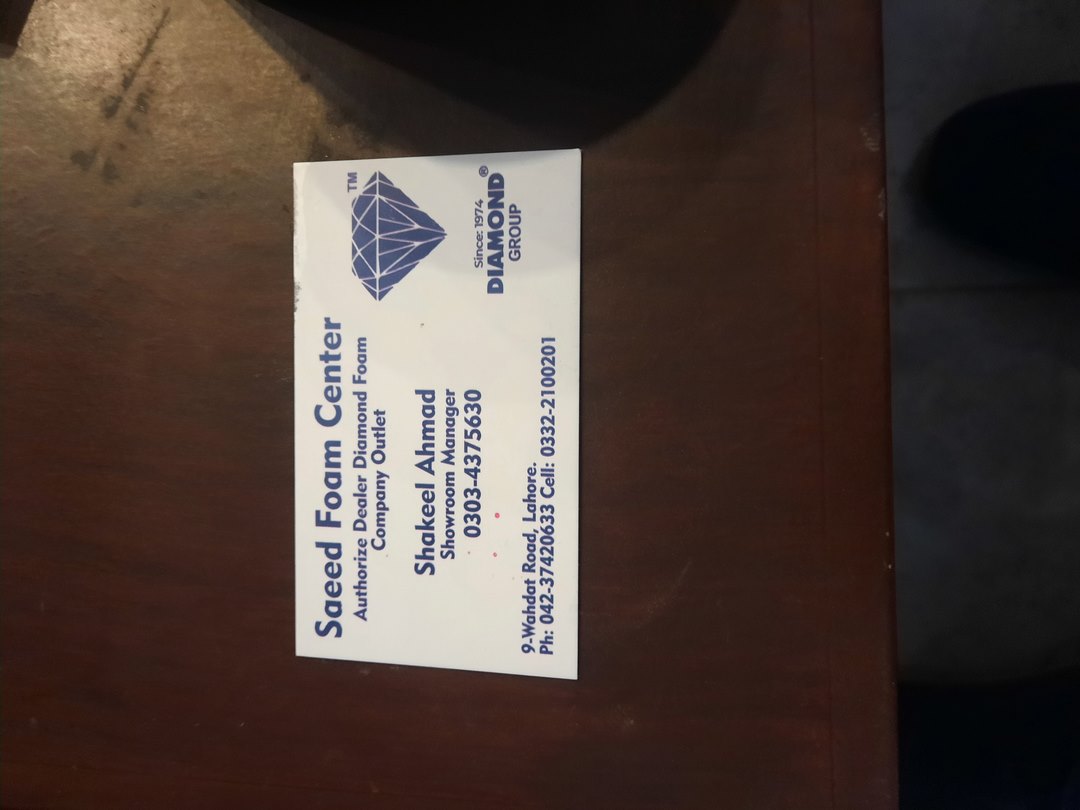 Saeed Foam Center
Authorize Dealer Diamond Foam
Company Outlet
TM
Since: 1974
DIAMOND®
GROUP
Shakeel Ahmad
Showroom Manager
0303-4375630
9-Wahdat Road, Lahore.
Ph: 042-37420633 Cell: 0332-2100201